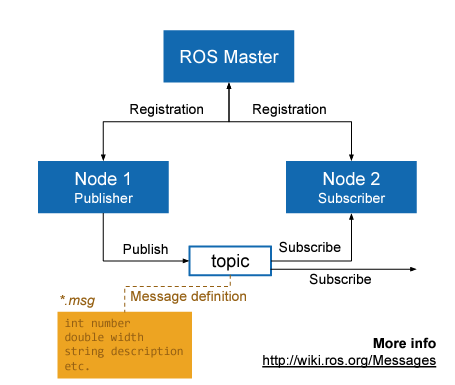 ROS Master
Registration
Registration
Node 1
Publisher
Node 2
Subscriber
Publish
topic
Subscribe
Subscribe
*.msg
Message definition
int number
double width
string description
etc.
More info
http://wiki.ros.org/Messages